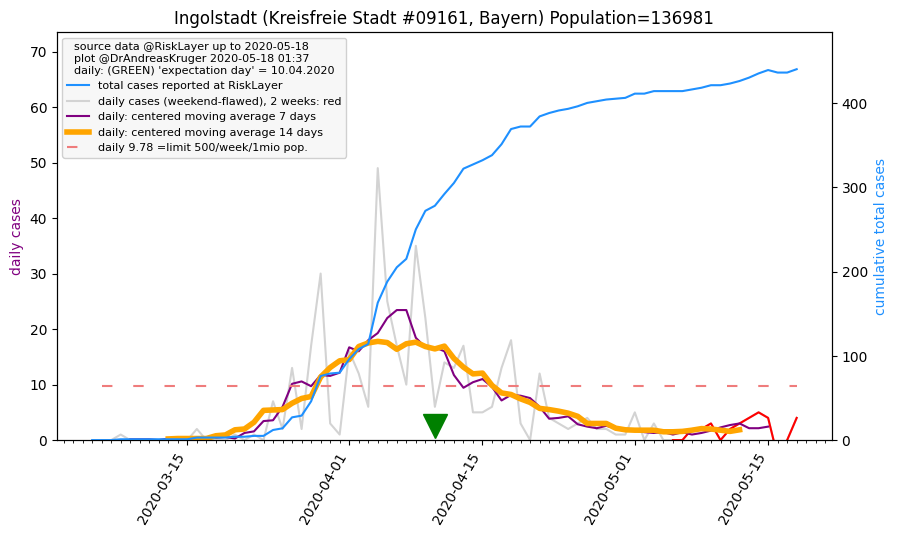 Ingolstadt (Kreisfreie Stadt #09161, Bayern) Population=136981
source data @RiskLayer up to 2020-05-18
plot @DrAndreasKruger 2020-05-18 01:37
daily: (GREEN) 'expectation day' = 10.04.2020
total cases reported at RiskLayer
daily cases (weekend-flawed), 2 weeks: red
daily: centered moving average 7 days
daily: centered moving average 14 days
daily 9.78 =limit 500/week/1mio pop.
daily cases
70
60
50
40
30
20
10
0
cumulative total cases
400
300
200
100
0
2020-03-15
2020-04-01
2020-04-15
2020-05-01
2020-05-15